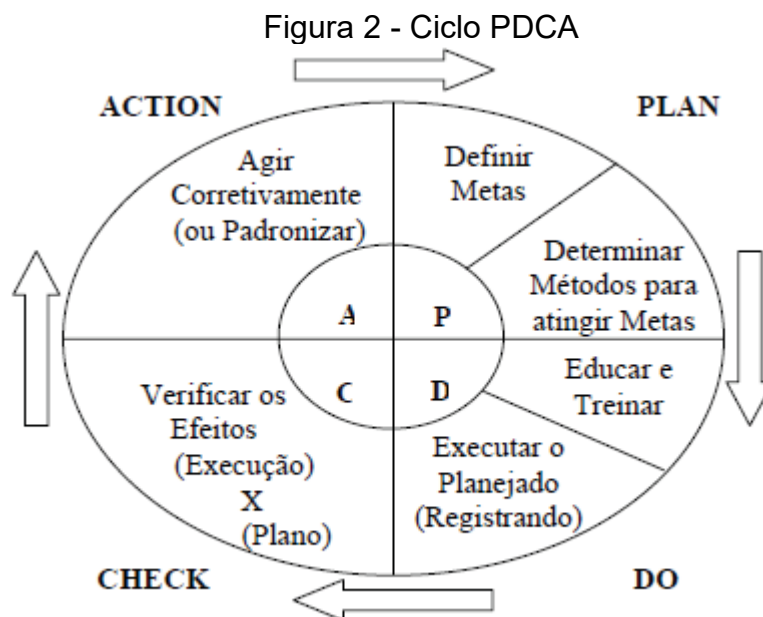 Figura 2 - Ciclo PDCA
ACTION
PLAN
Agir
Corretivamente
(ou Padronizar)
Definir
Metas
Determinar
Métodos para
atingir Metas
A
P
C
D
Educar e
Treinar
Verificar os
Efeitos
(Execução)
X
(Plano)
Executar o
Planejado
(Registrando)
CHECK
DO